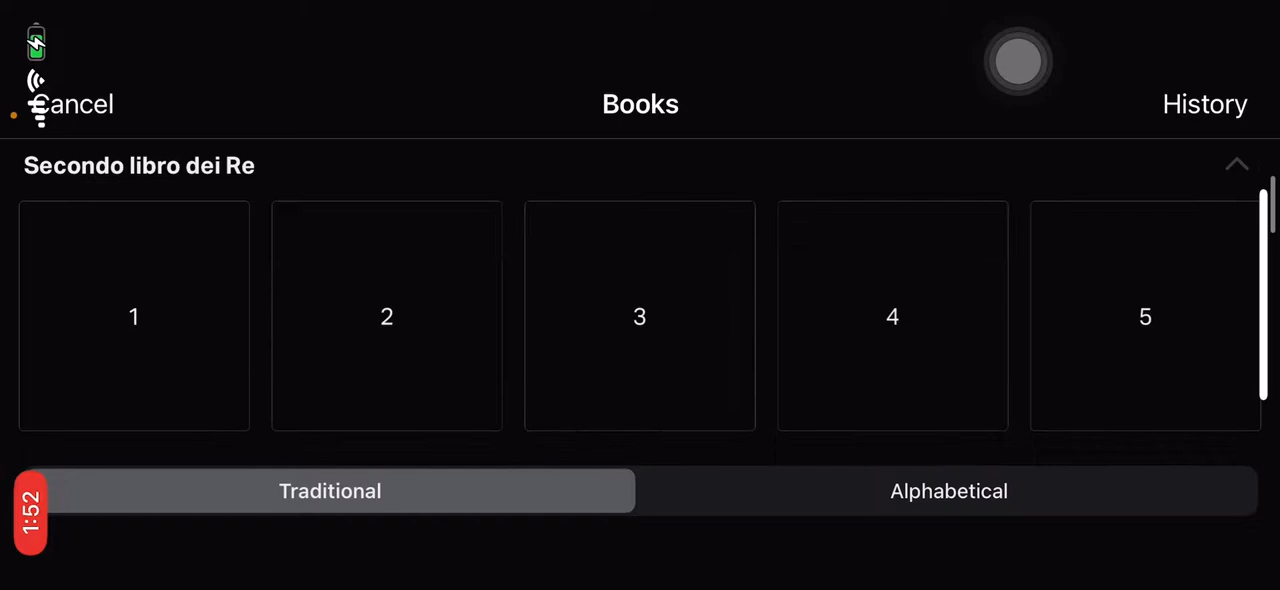 Cancel
Books
History
Secondo libro dei Re
1
2
3
4
5
Traditional
Alphabetical
1:52